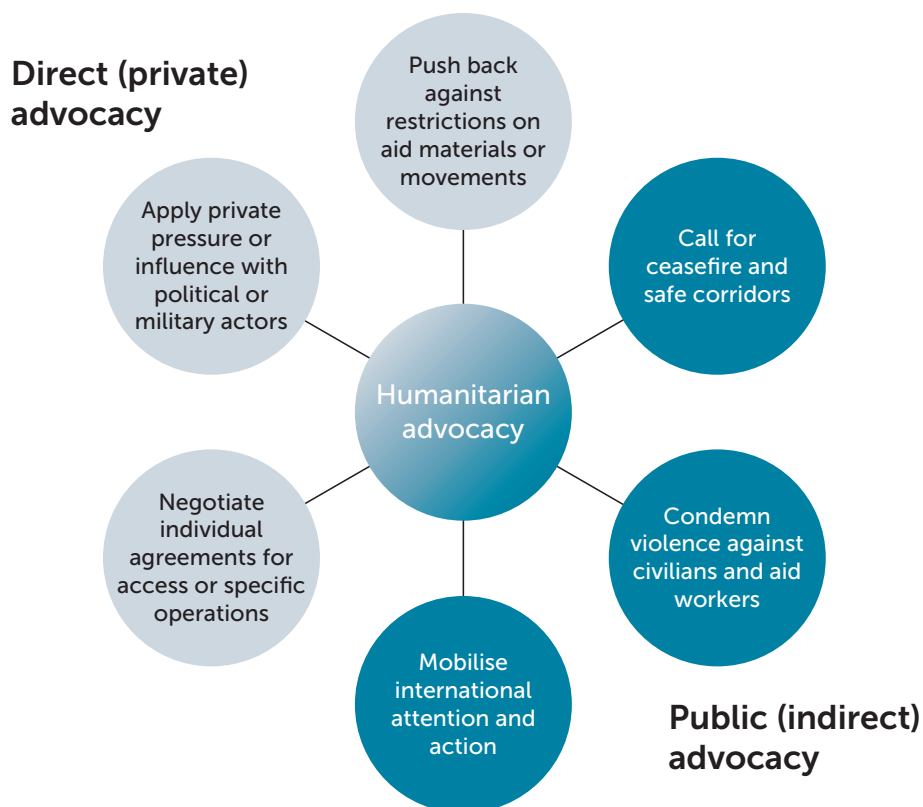 Direct (private)
advocacy
Push back
against
restrictions on
aid materials or
movements
Apply private
pressure or
influence with
political or
military actors
Call for
ceasefire and
safe corridors
Humanitarian
advocacy
Negotiate
individual
agreements for
access or specific
operations
Condemn
violence against
civilians and aid
workers
Mobilise
international
attention and
action
Public (indirect)
advocacy